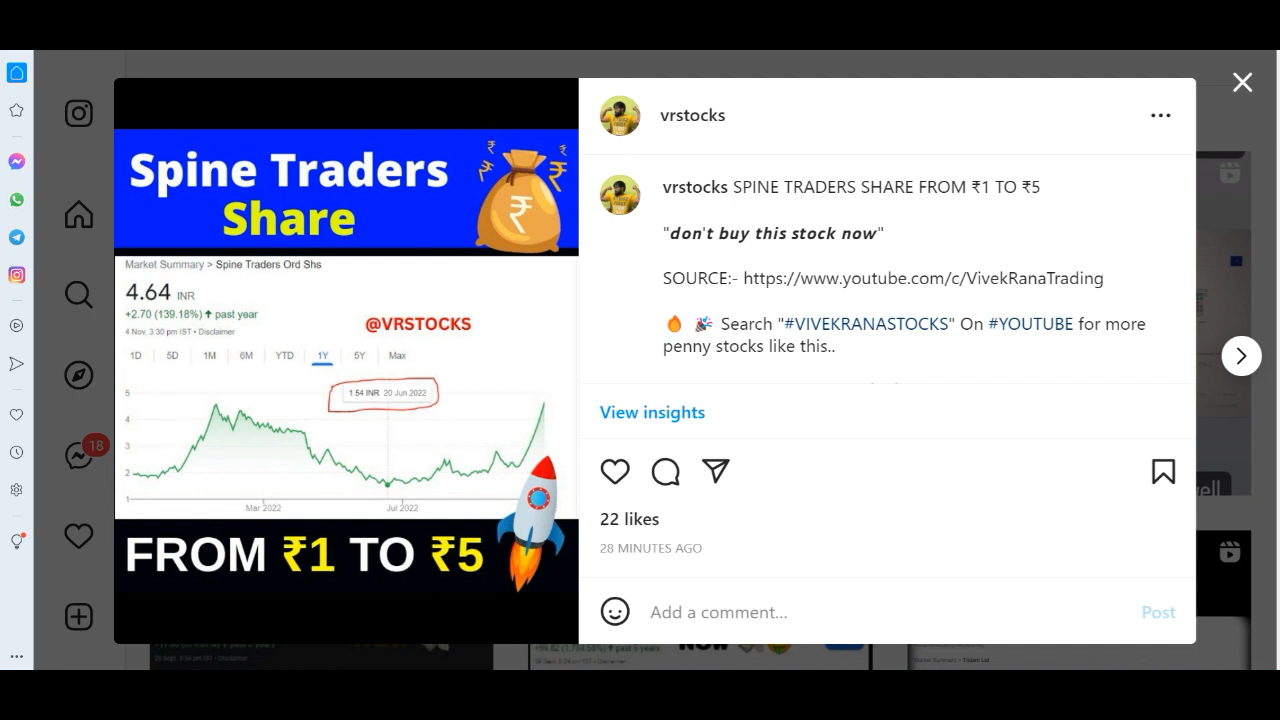 Spine Traders
Share
Market Summary > Spine Traders Ord Shs
4.64 INR
+2.70 (139.18%) ↑ past year
4 Nov, 3:30 pm IST • Disclaimer
@VRSTOCKS
1D 5D 1M 6M YTD 1Y 5Y Max
1.54 INR 20 Jun 2022
5
4
3
2
1
Mar 2022 Jul 2022
FROM ₹1 TO ₹5
vrstocks
vrstocks SPINE TRADERS SHARE FROM ₹1 TO ₹5
"don't buy this stock now"
SOURCE:- https://www.youtube.com/c/VivekRanaTrading
🔥 🎉 Search "#VIVEKRANASTOCKS" On #YOUTUBE for more
penny stocks like this..
View insights
22 likes
28 MINUTES AGO
Add a comment... Post
18